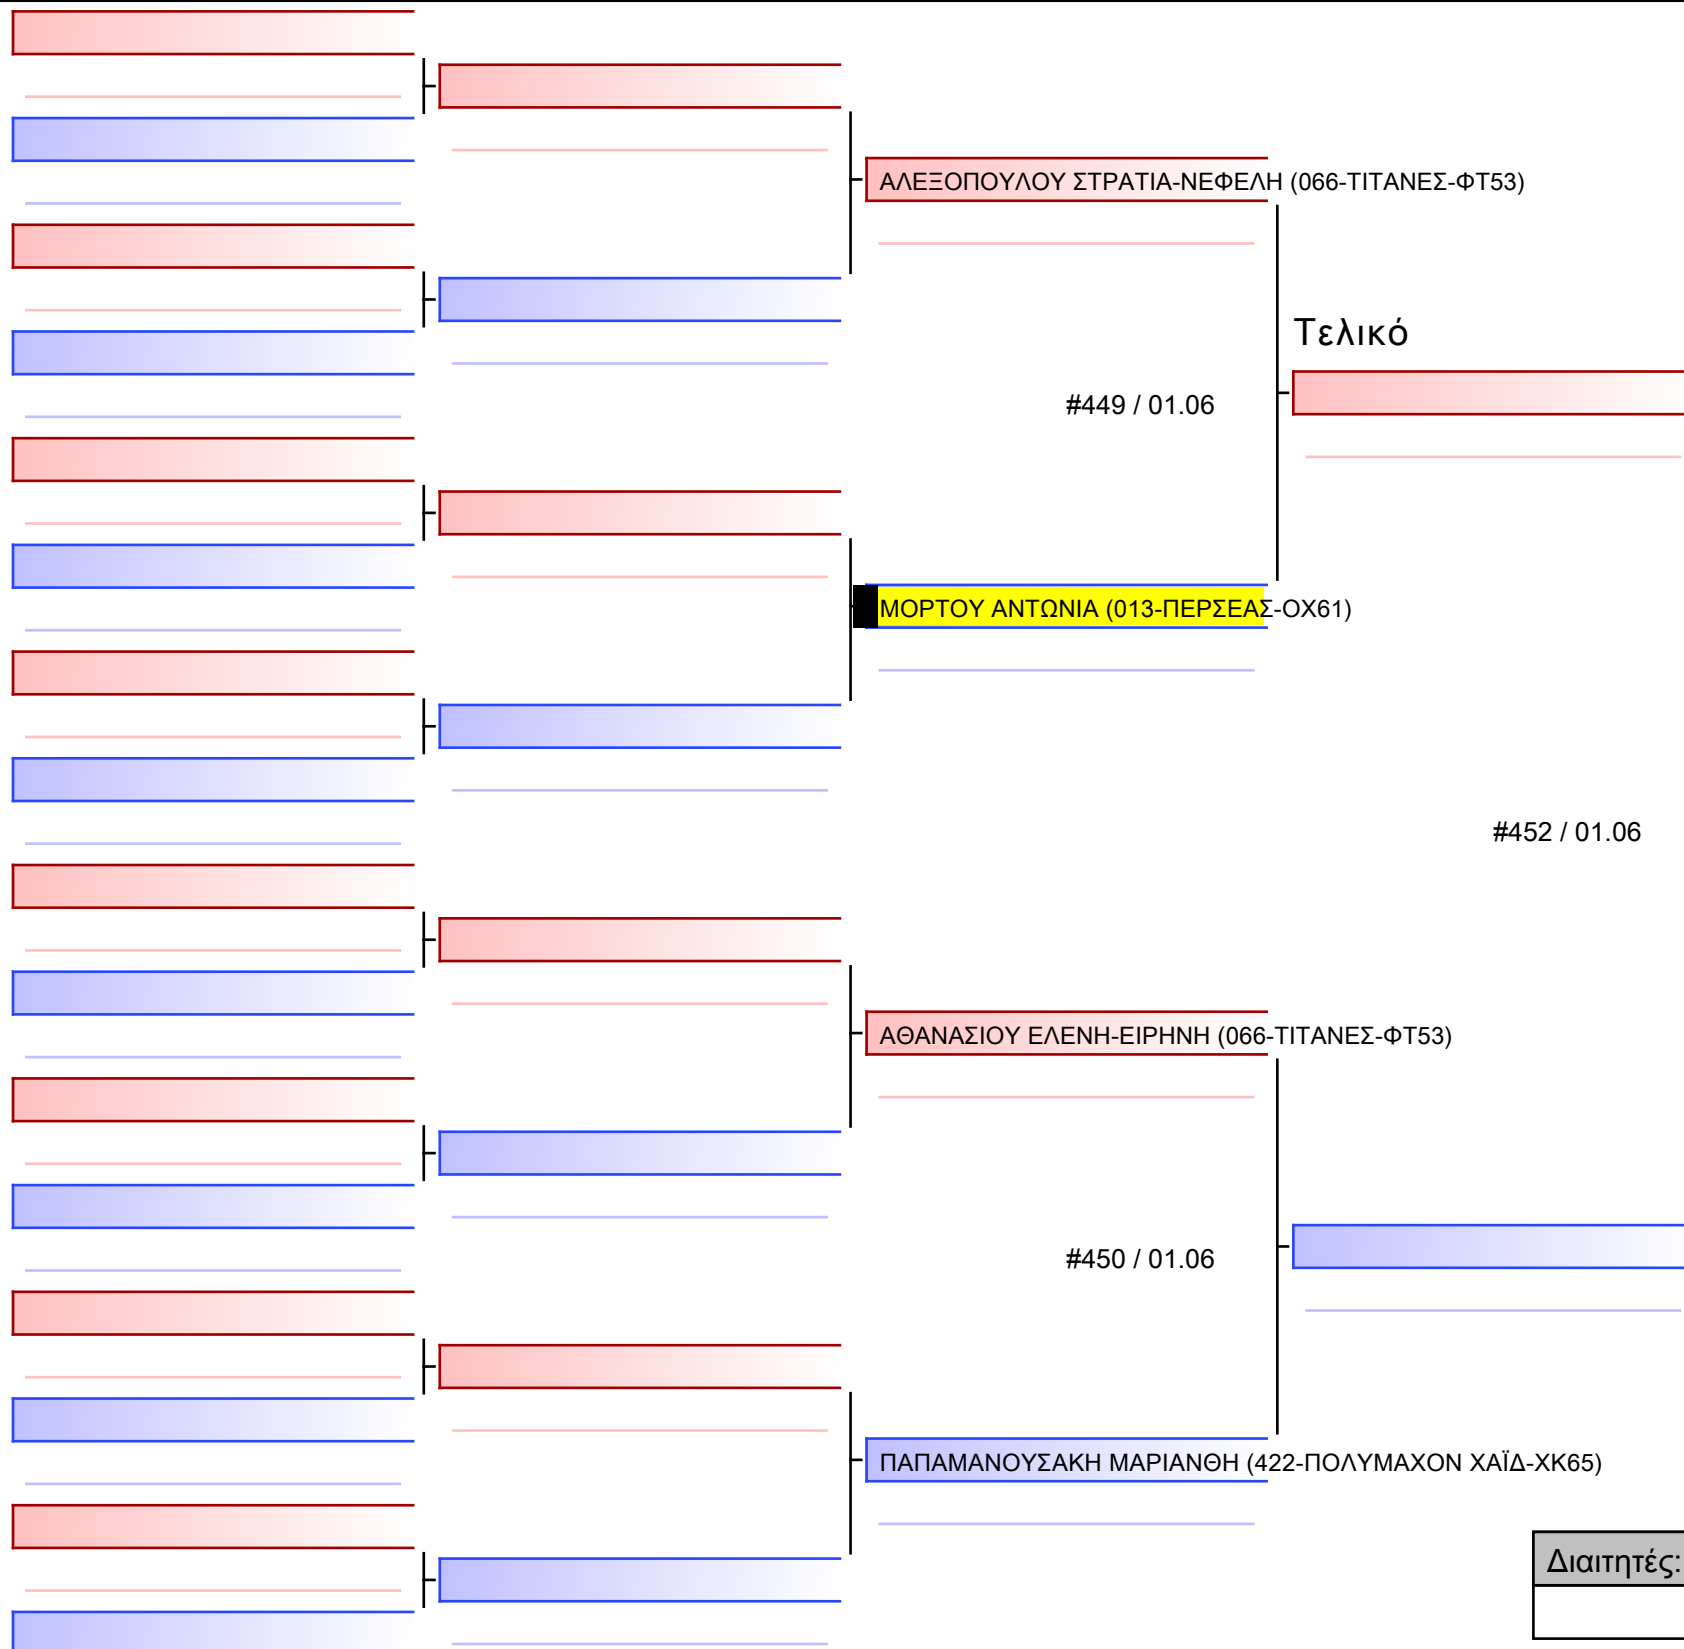 ΑΛΕΞΟΠΟΥΛΟΥ ΣΤΡΑΤΙΑ-ΝΕΦΕΛΗ (066-ΤΙΤΑΝΕΣ-ΦΤ53)
Τελικό
#449 / 01.06
ΜΟΡΤΟΥ ΑΝΤΩΝΙΑ (013-ΠΕΡΣΕΑΣ-ΟΧ61)
#452 / 01.06
ΑΘΑΝΑΣΙΟΥ ΕΛΕΝΗ-ΕΙΡΗΝΗ (066-ΤΙΤΑΝΕΣ-ΦΤ53)
#450 / 01.06
ΠΑΠΑΜΑΝΟΥΣΑΚΗ ΜΑΡΙΑΝΘΗ (422-ΠΟΛΥΜΑΧΟΝ ΧΑΪΔ-ΧΚ65)
Διαιτητές: